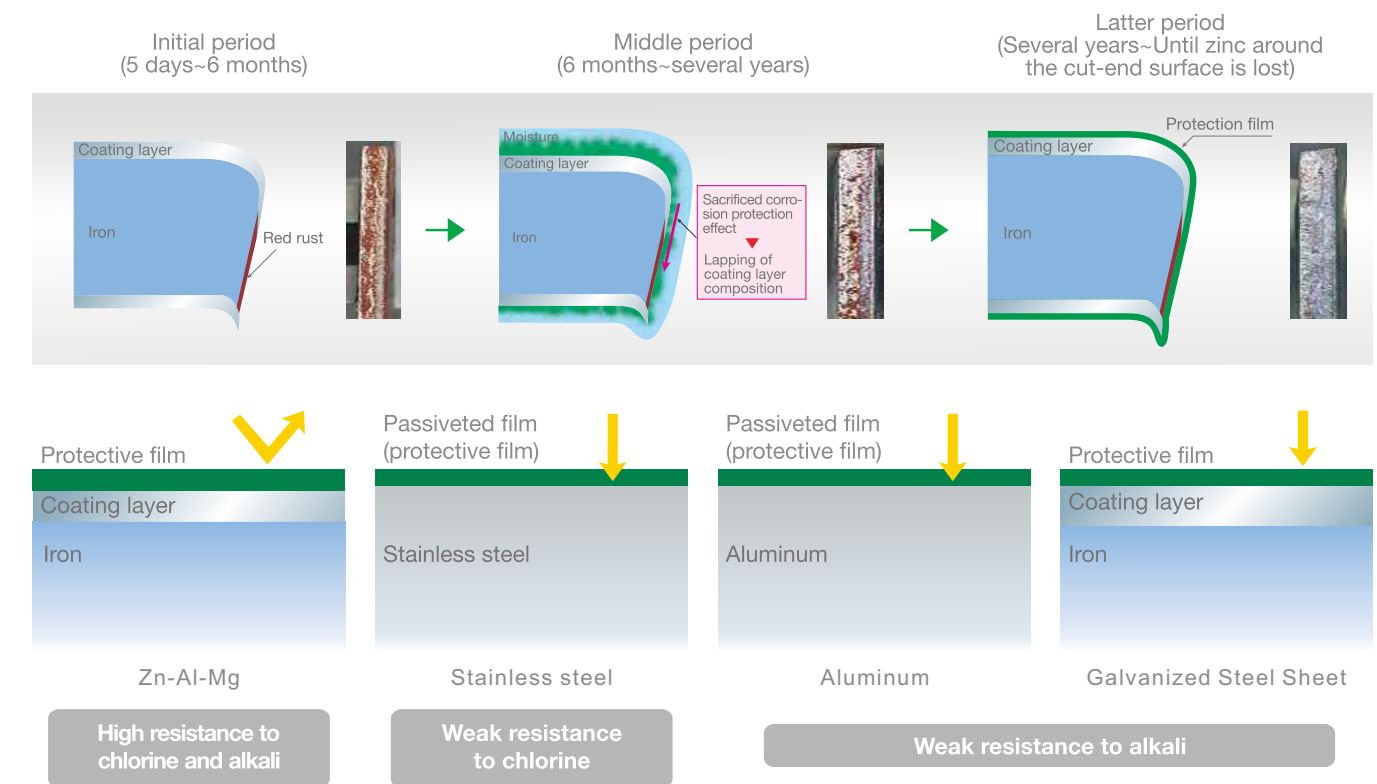 Initial period
(5 days~6 months)
Middle period
(6 months~several years)
Latter period
(Several years~Until zinc around
the cut-end surface is lost)
Coating layer
Iron
Red rust
Moisture
Coating layer
Iron
Sacrificed corro-
sion protection
effect
Lapping of
coating layer
composition
Protection film
Coating layer
Iron
Protective film
Coating layer
Iron
Zn-Al-Mg
High resistance to
chlorine and alkali
Passiveted film
(protective film)
Stainless steel
Stainless steel
Weak resistance
to chlorine
Passiveted film
(protective film)
Aluminum
Aluminum
Protective film
Coating layer
Iron
Galvanized Steel Sheet
Weak resistance to alkali